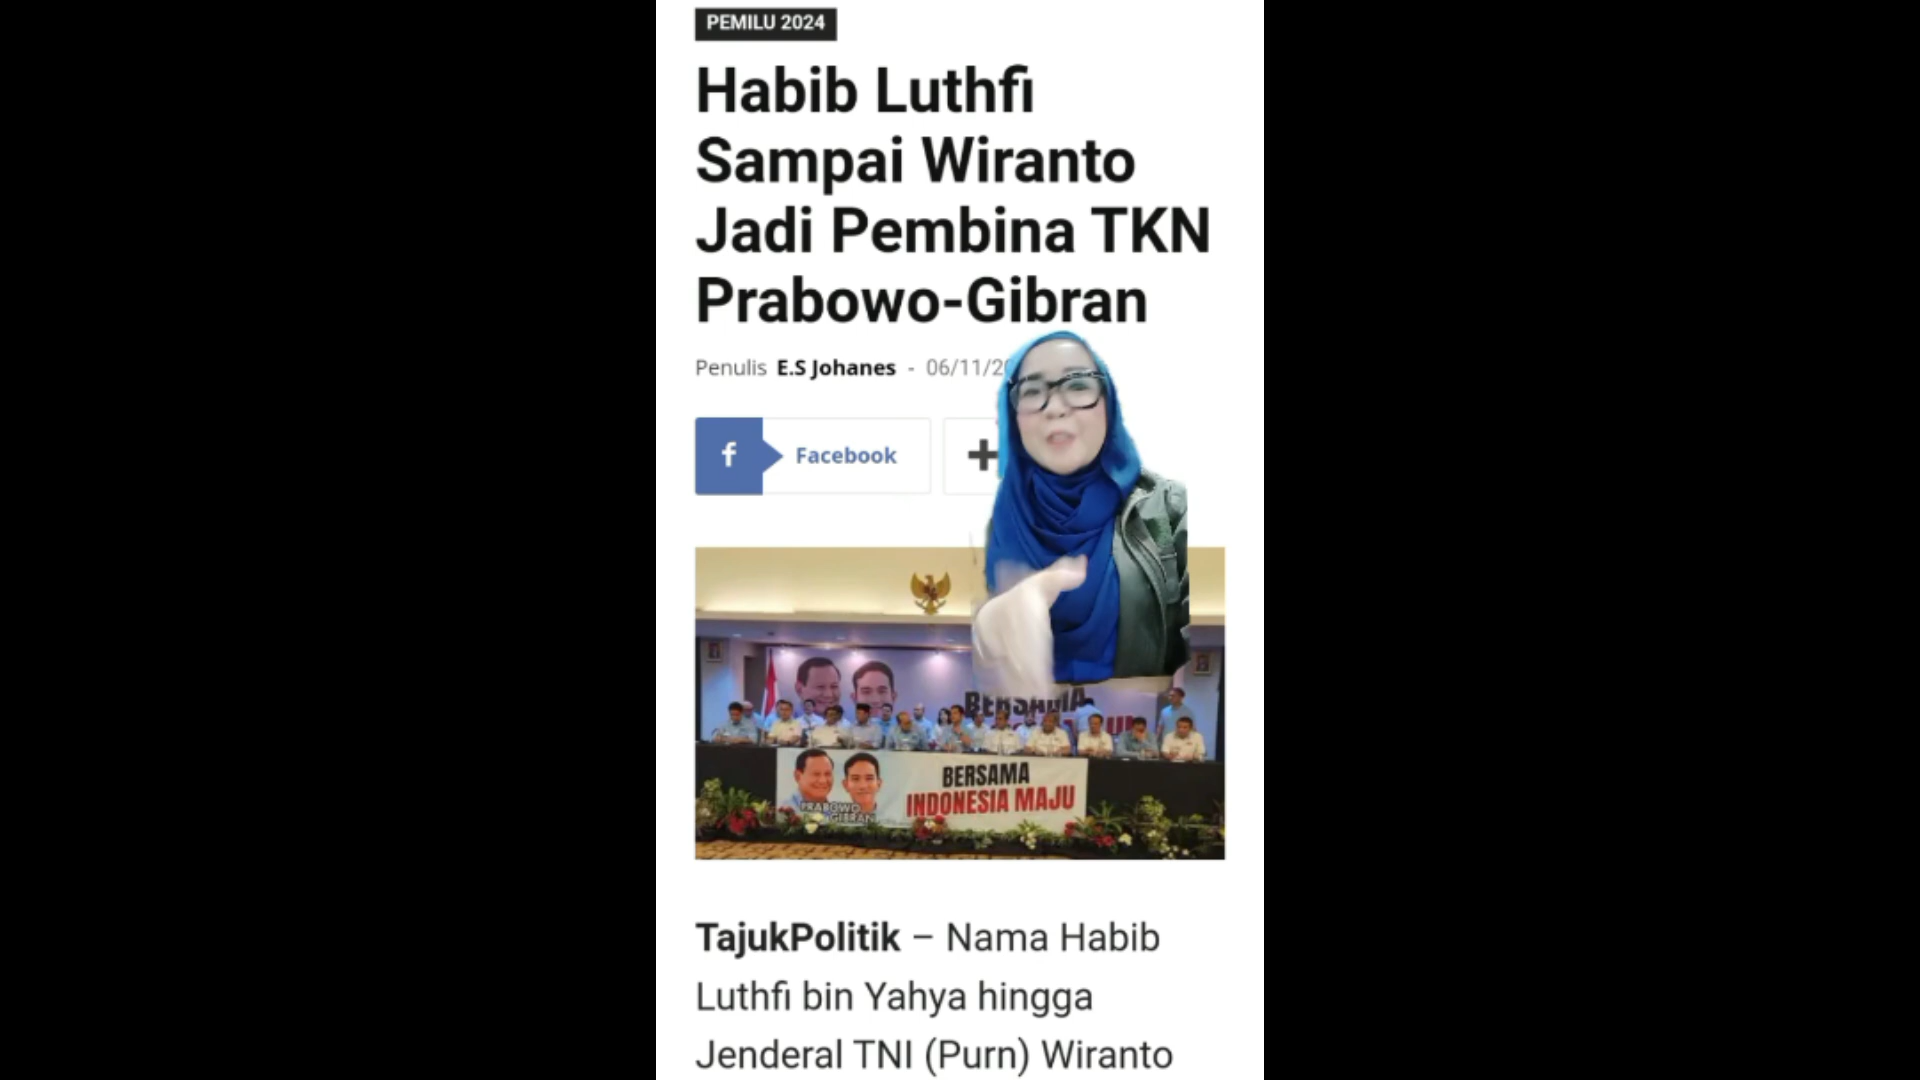 PEMILU 2024
Habib Luthfi
Sampai Wiranto
Jadi Pembina TKN
Prabowo-Gibran
Penulis E.S Johanes - 06/11/2
f Facebook +
BERSAMA
BERSAMA
INDONESIA MAJU
PRABOWO
GIBRAN
TajukPolitik – Nama Habib
Luthfi bin Yahya hingga
Jenderal TNI (Purn) Wiranto